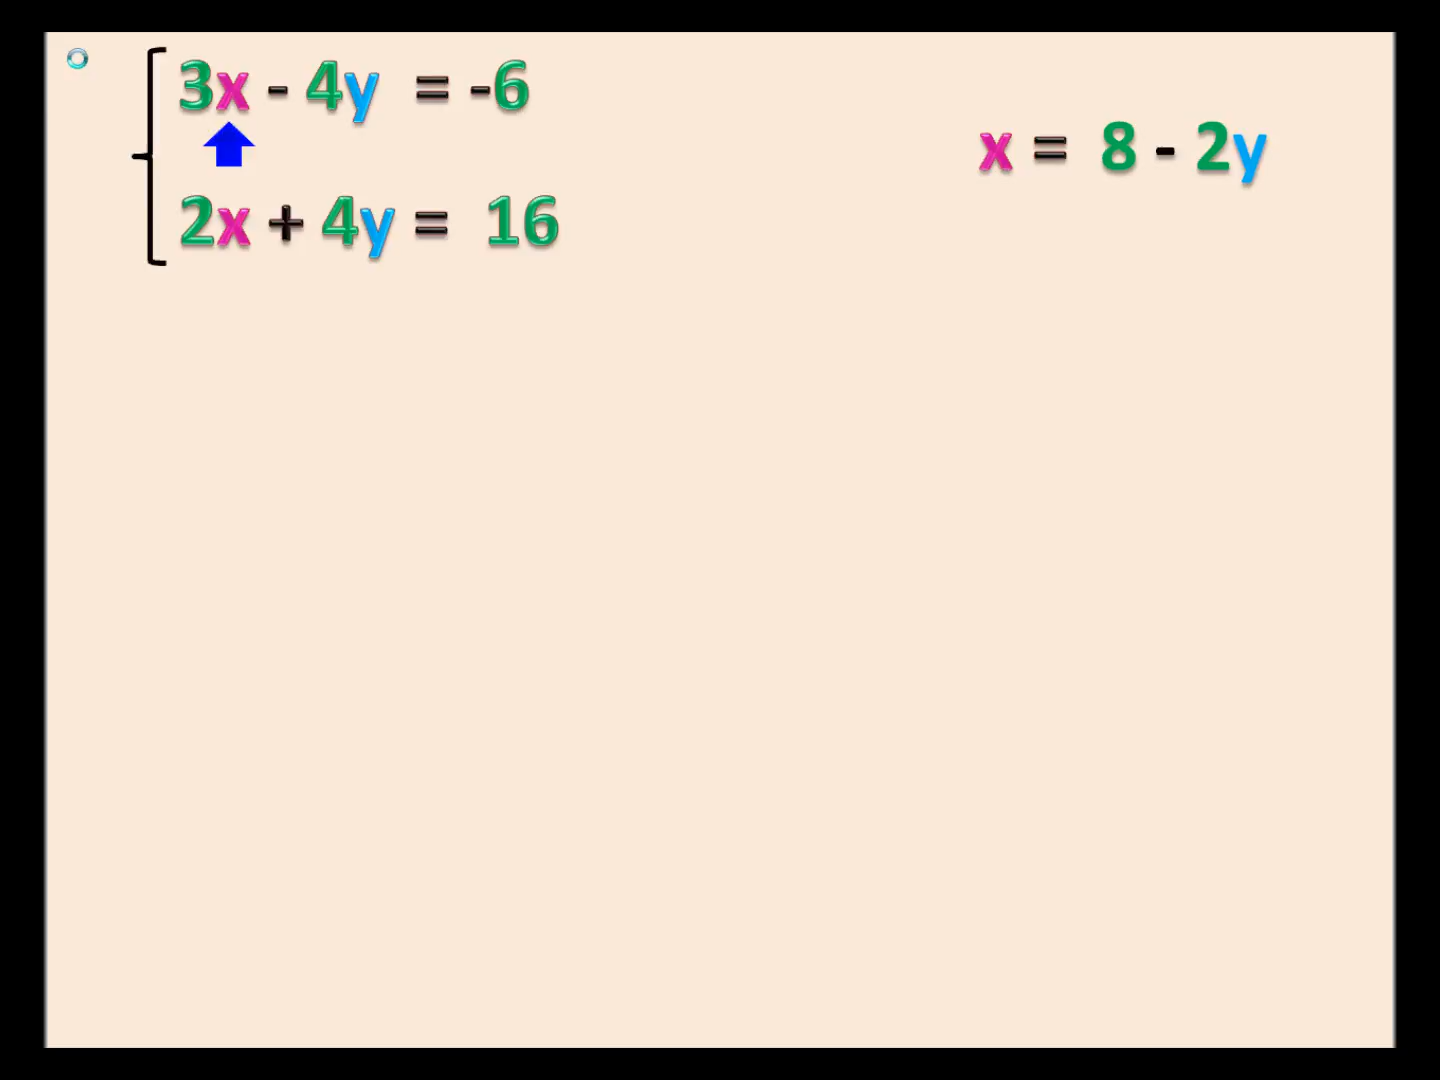 3x - 4y = -6
x = 8 - 2y
2x + 4y = 16